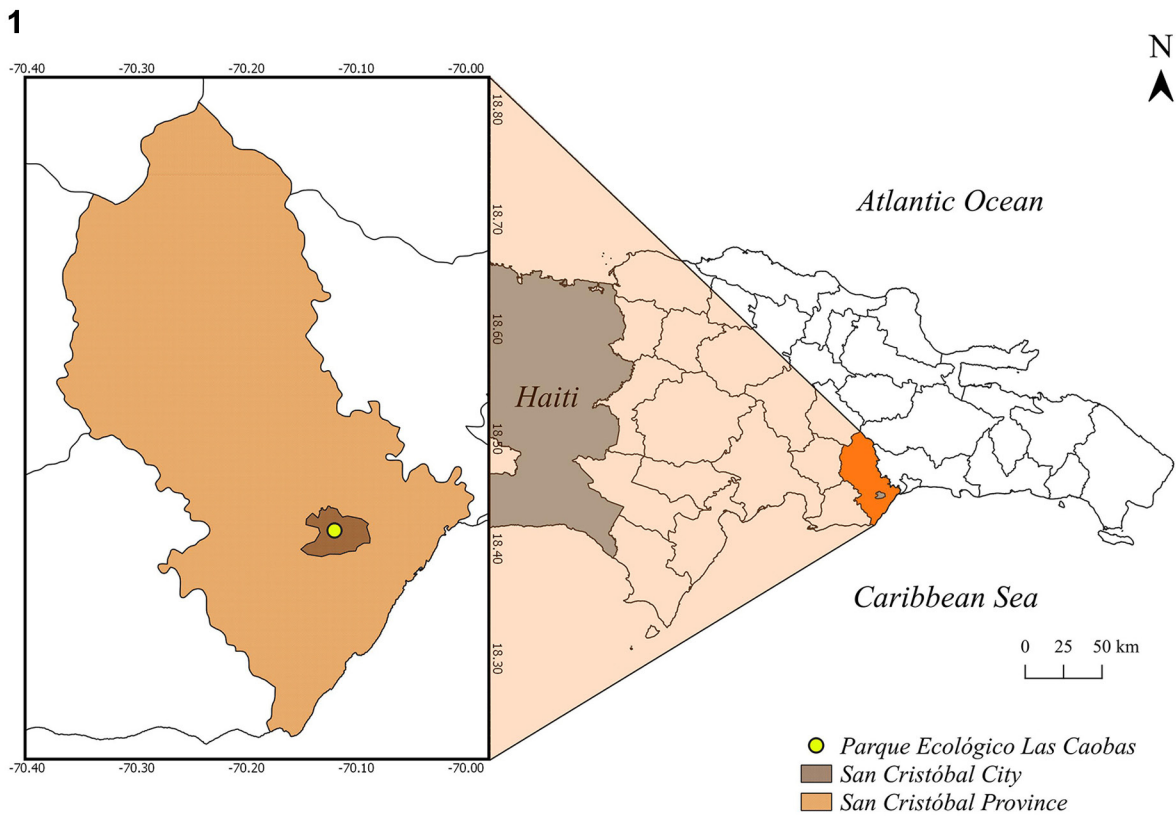 1
-70.40 -70.30 -70.20 -70.10 -70.00
N
18.80
18.70
18.60
18.50
18.40
18.30
Atlantic Ocean
Haiti
Caribbean Sea
0 25 50 km
-70.40 -70.30 -70.20 -70.10 -70.00
Parque Ecológico Las Caobas
San Cristóbal City
San Cristóbal Province